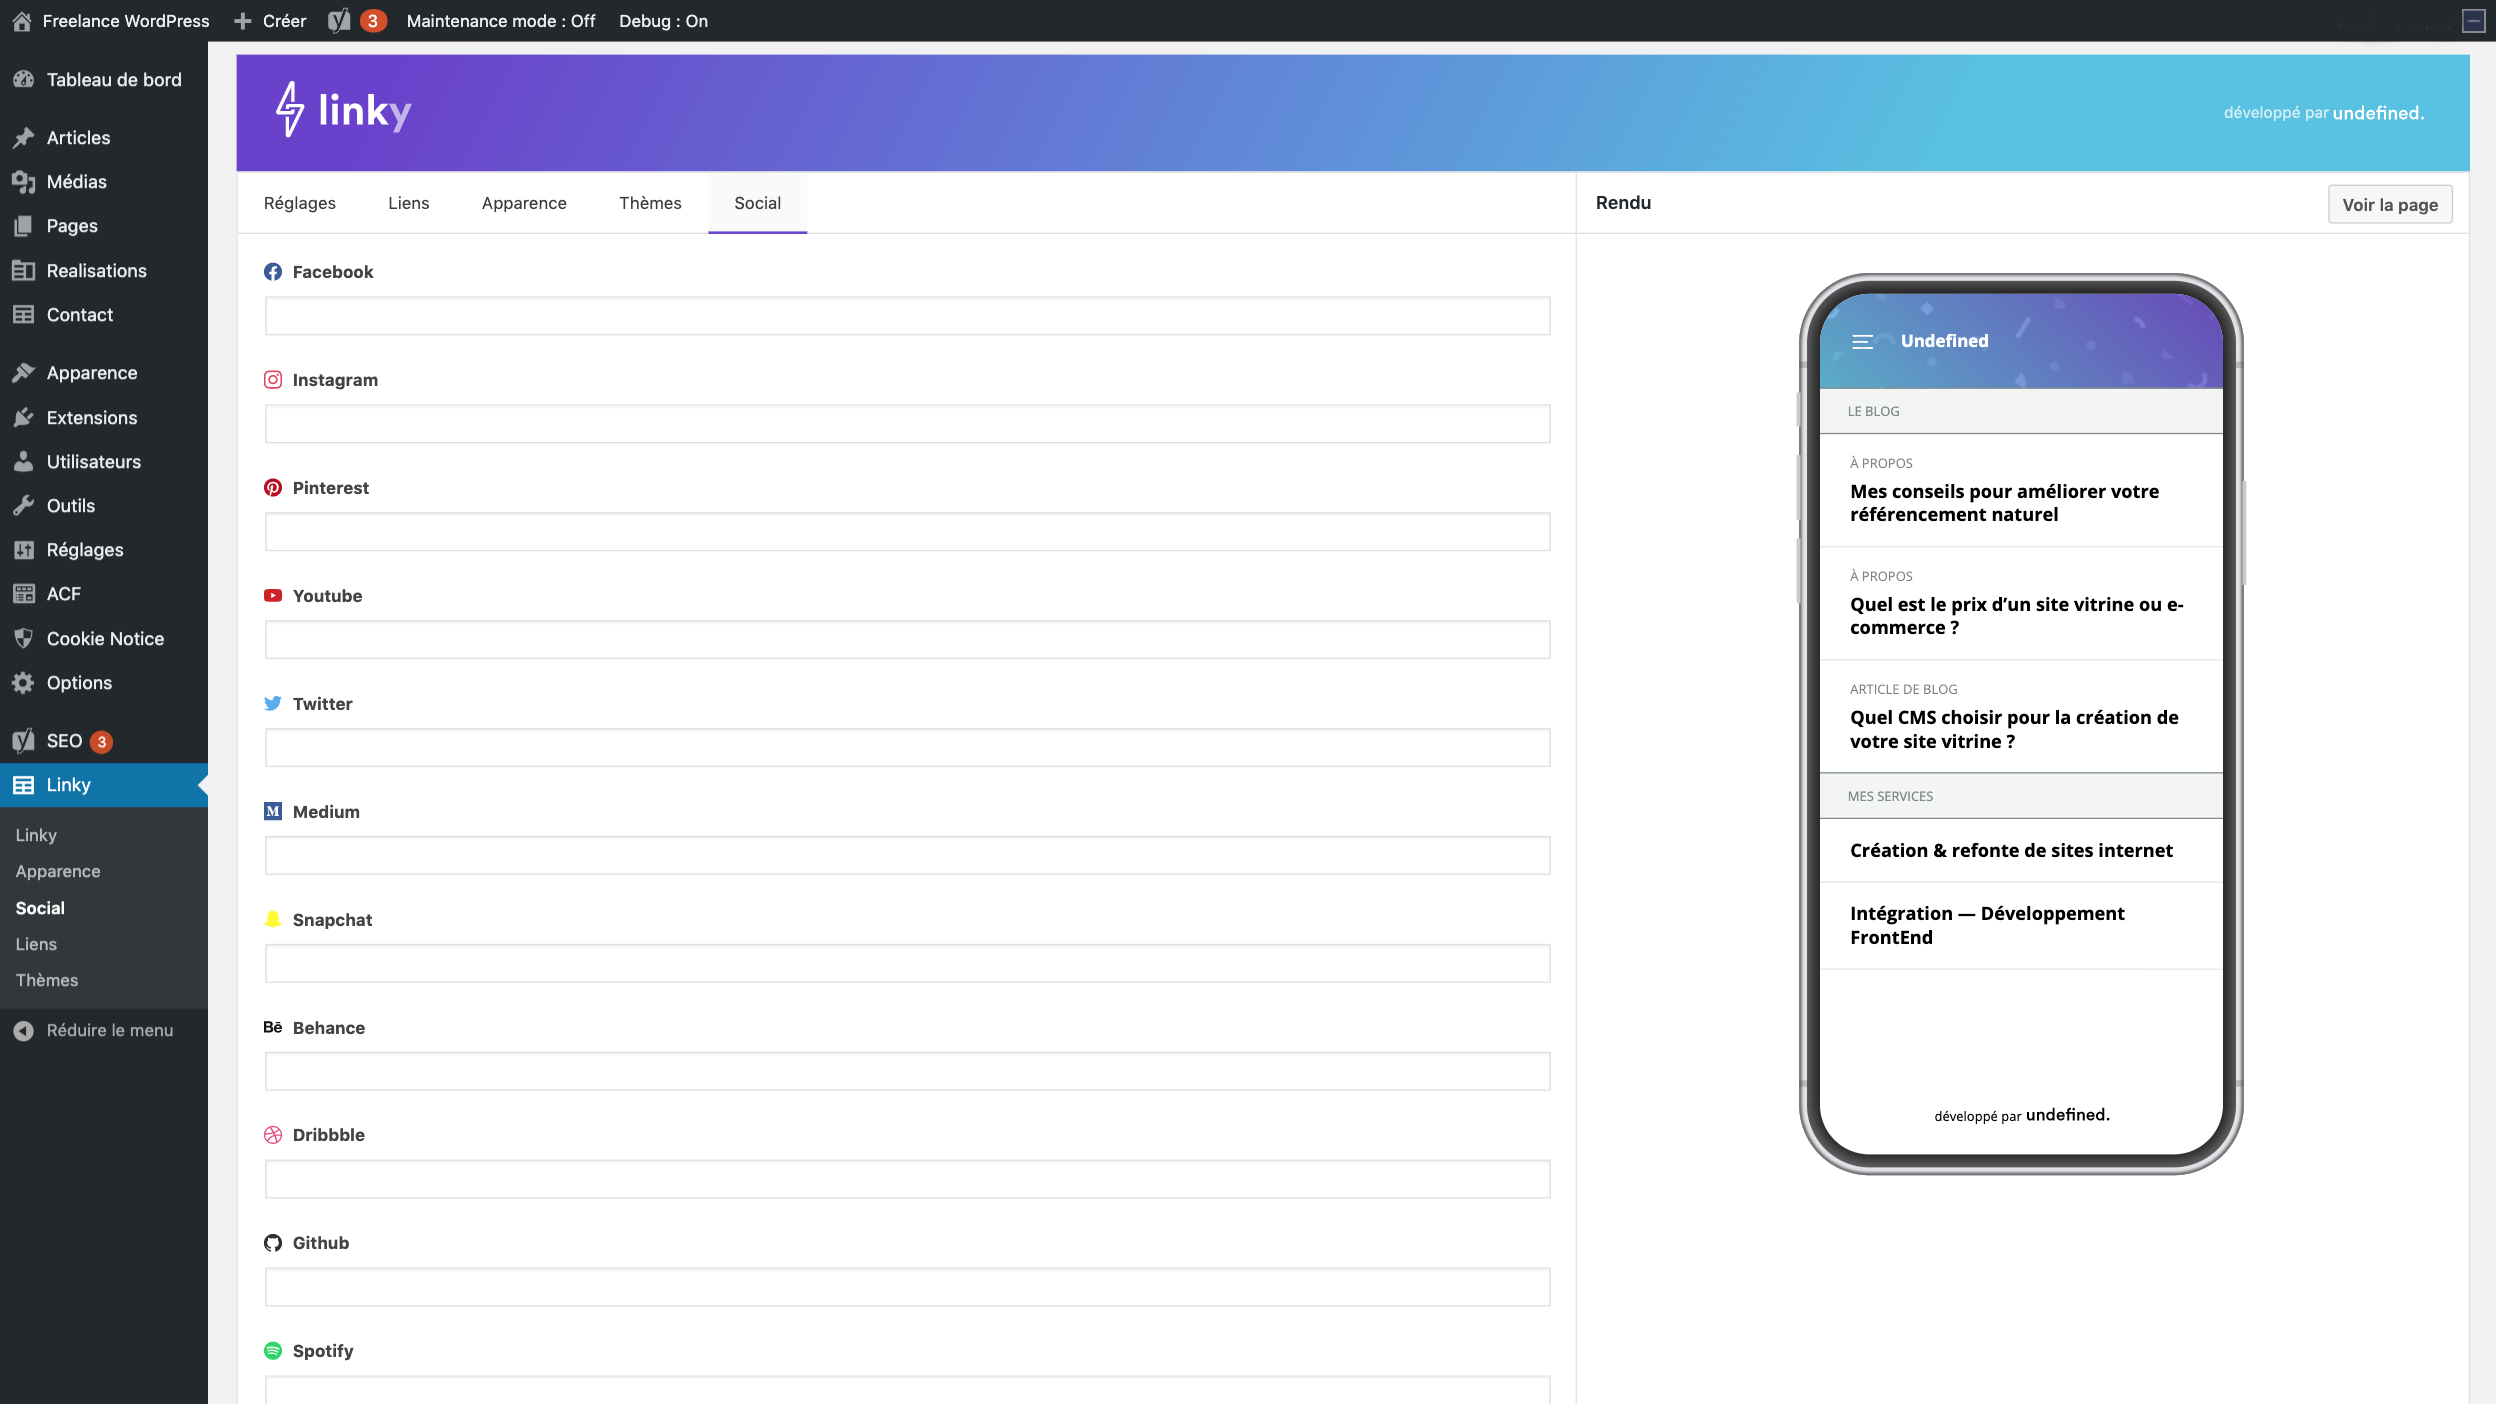 Freelance WordPress
Créer
3
Maintenance mode : Off
Debug : On
Tableau de bord
Articles
Médias
Pages
Realisations
Contact
Apparence
Extensions
Utilisateurs
Outils
Réglages
ACF
Cookie Notice
Options
SEO 3
Linky
Linky
Apparence
Social
Liens
Thèmes
Réduire le menu
linky
développé par undefined.
Réglages
Liens
Apparence
Thèmes
Social
Facebook
Instagram
Pinterest
Youtube
Twitter
M Medium
Snapchat
Bē Behance
Dribbble
Github
Spotify
Rendu
Voir la page
Undefined
LE BLOG
À PROPOS
Mes conseils pour améliorer votre
référencement naturel
À PROPOS
Quel est le prix d’un site vitrine ou e-
commerce ?
ARTICLE DE BLOG
Quel CMS choisir pour la création de
votre site vitrine ?
MES SERVICES
Création & refonte de sites internet
Intégration — Développement
FrontEnd
développé par undefined.